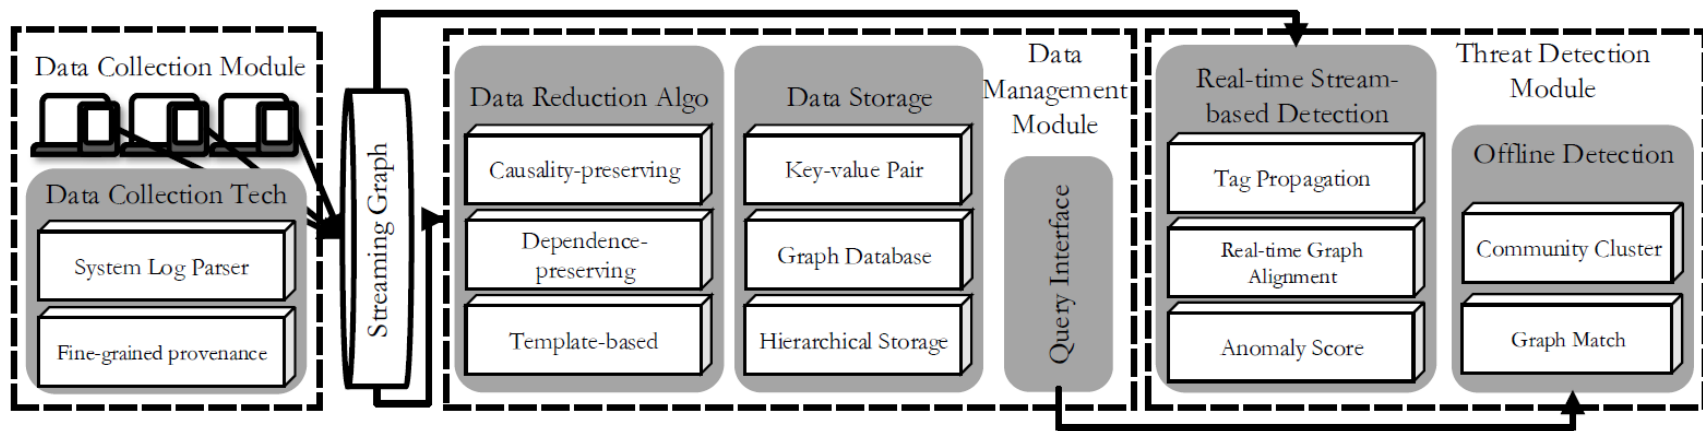 Data Collection Module
Data Collection Tech
System Log Parser
Fine-grained provenance
Streaming Graph
Data Reduction Algo
Causality-preserving
Dependence-
preserving
Template-based
Data Storage
Key-value Pair
Graph Database
Hierarchical Storage
Data
Management
Module
Query Interface
Real-time Stream-
based Detection
Tag Propagation
Real-time Graph
Alignment
Anomaly Score
Threat Detection
Module
Offline Detection
Community Cluster
Graph Match